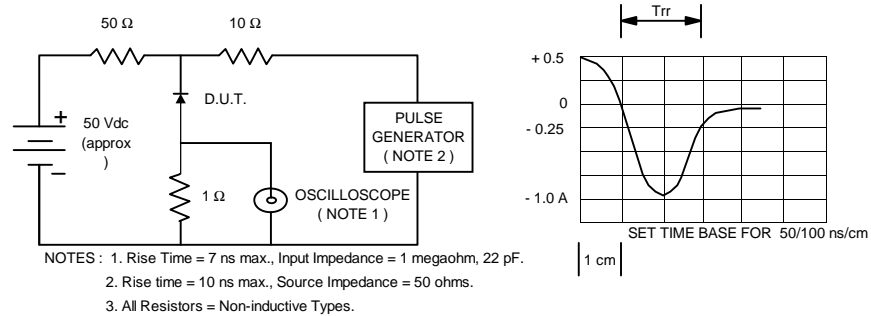 50 Ω
10 Ω
D.U.T.
+
50 Vdc
(approx
)
−
1 Ω
OSCILLOSCOPE
( NOTE 1 )
PULSE
GENERATOR
( NOTE 2 )
NOTES : 1. Rise Time = 7 ns max., Input Impedance = 1 megaohm, 22 pF.
2. Rise time = 10 ns max., Source Impedance = 50 ohms.
3. All Resistors = Non-inductive Types.
Trr
+ 0.5
0
- 0.25
- 1.0 A
SET TIME BASE FOR 50/100 ns/cm
1 cm